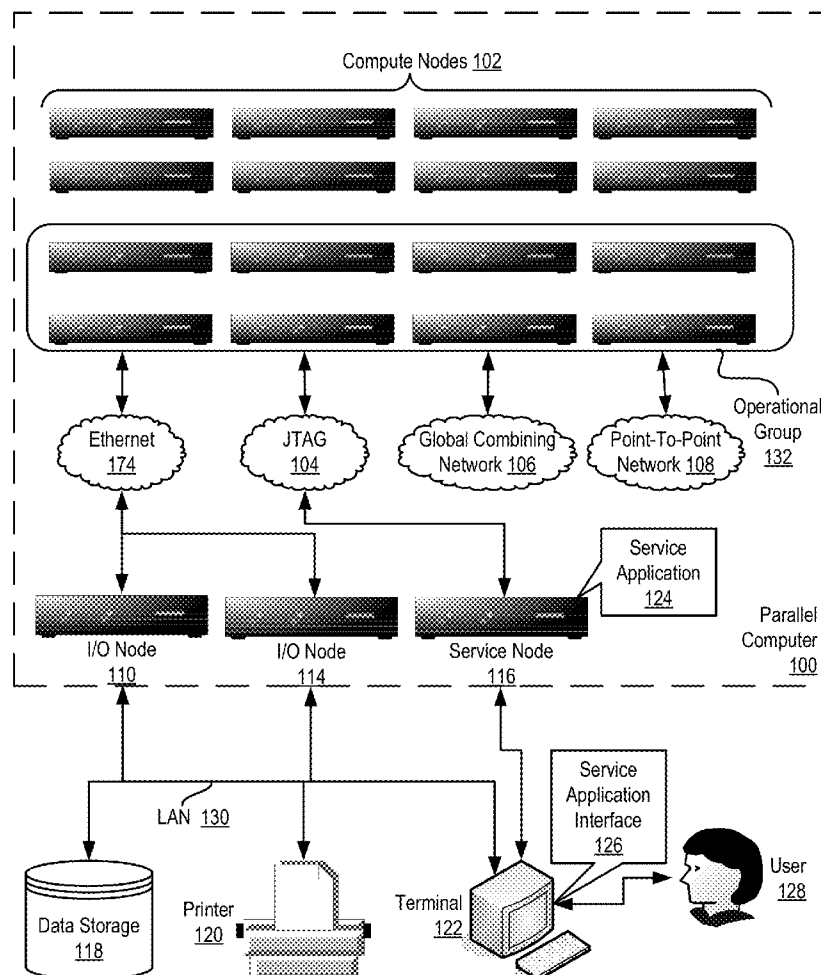 Compute Nodes 102
Operational
Group
132
Ethernet
174
JTAG
104
Global Combining
Network 106
Point-To-Point
Network 108
Service
Application
124
Parallel
Computer
100
I/O Node
110
I/O Node
114
Service Node
116
LAN 130
Service
Application
Interface
126
Data Storage
118
Printer
120
Terminal
122
User
128